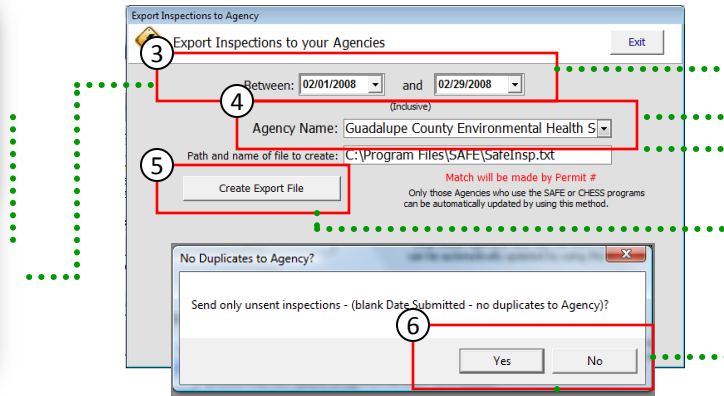 Export Inspections to Agency
3
Export Inspections to your Agencies
Exit
Between: 02/01/2008 and 02/29/2008
4
(Inclusive)
Agency Name: Guadalupe County Environmental Health S
Path and name of file to create: C:\Program Files\SAFE\SafeInsp.txt
5
Match will be made by Permit #
Create Export File
Only those Agencies who use the SAFE or CHESS programs
can be automatically updated by using this method.
No Duplicates to Agency?
Send only unsent inspections - (blank Date Submitted - no duplicates to Agency)?
6
Yes
No